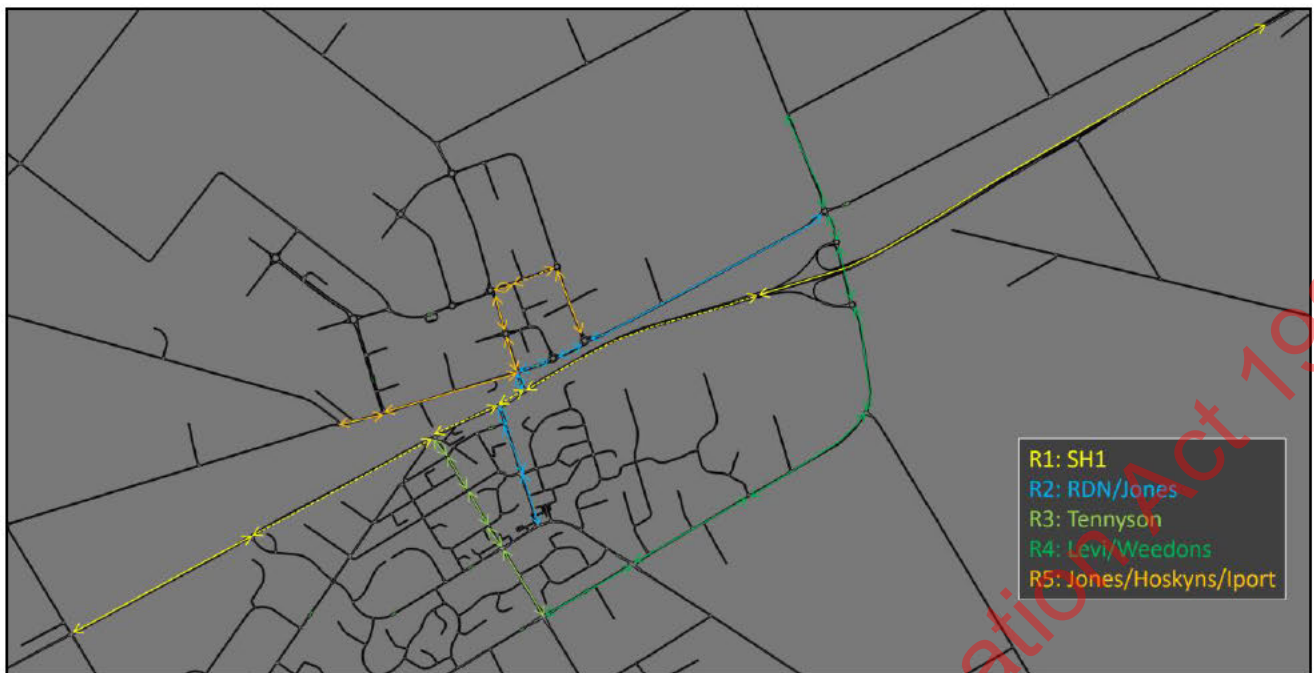 R1: SH1
R2: RDN/Jones
R3: Tennyson
R4: Levi/Weedons
R5: Jones/Hoskyns/Iport
ation Act 19